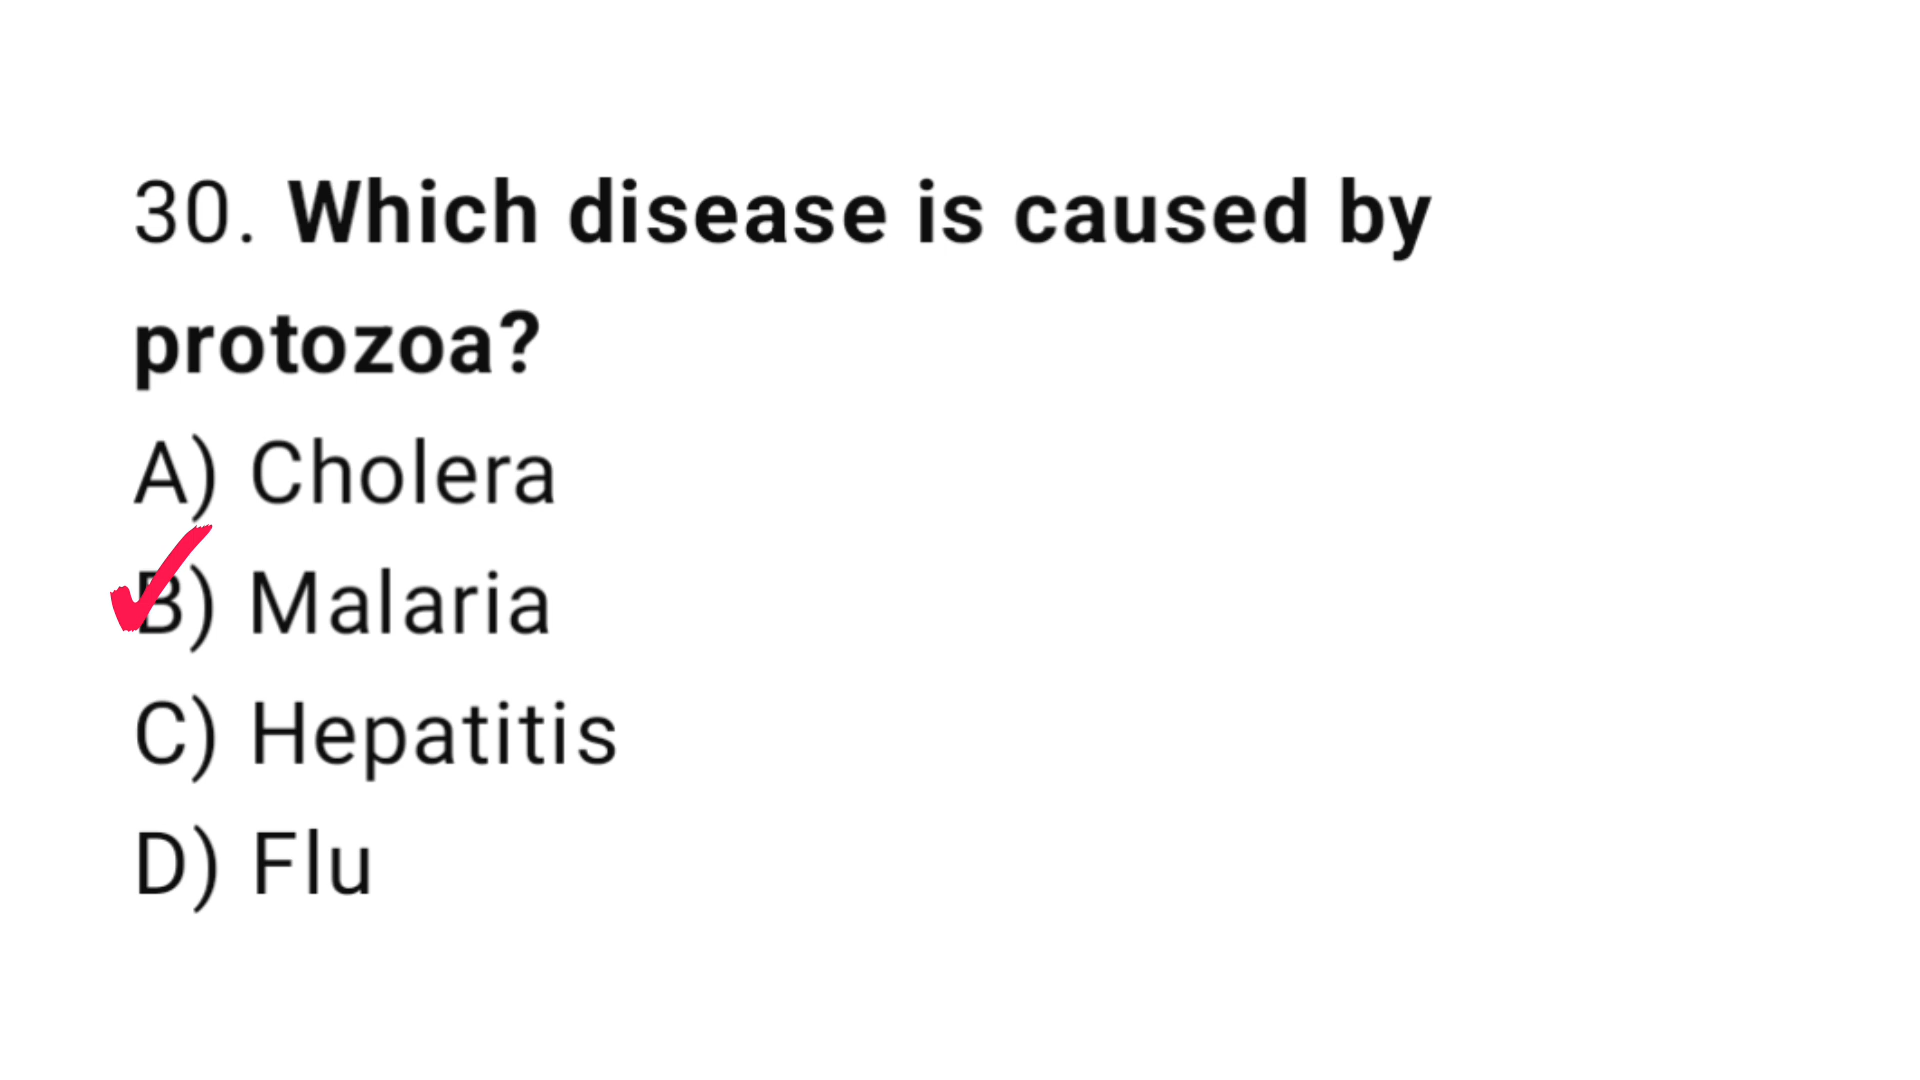 30. Which disease is caused by
protozoa?
A) Cholera
B) Malaria
C) Hepatitis
D) Flu